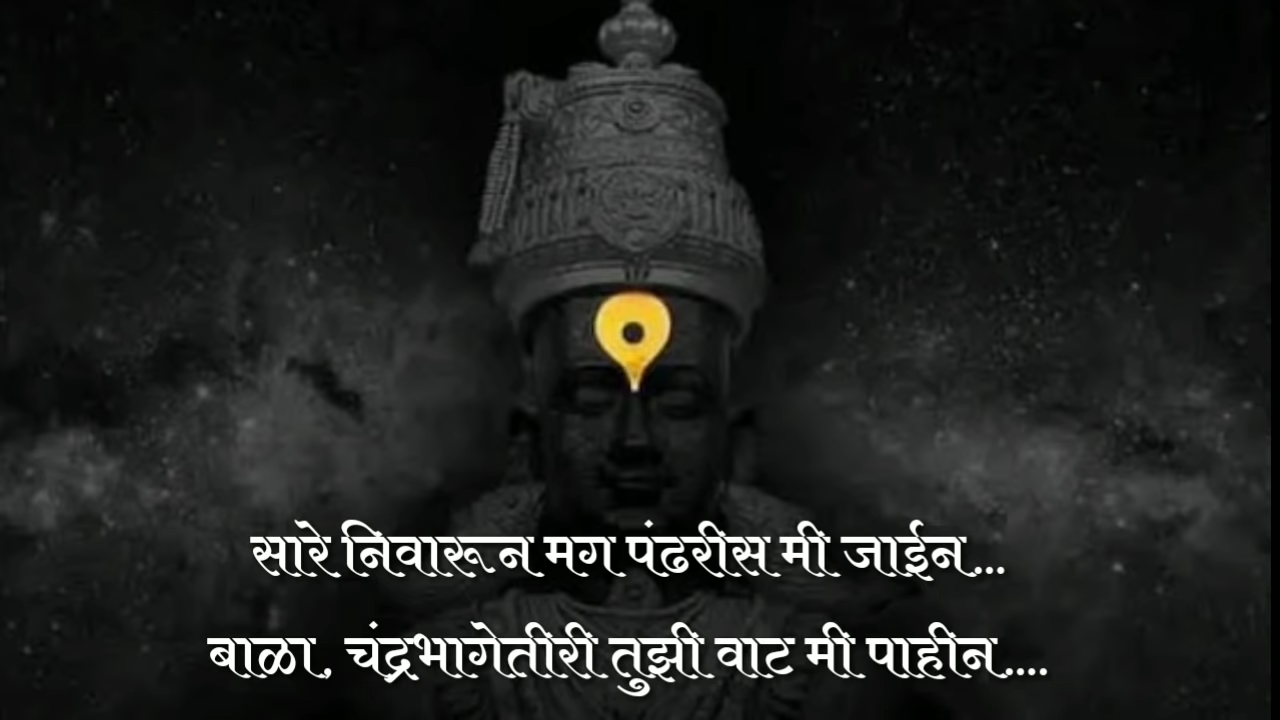 सारे निवारून मग पंढरीस मी जाईन...
बाळा, चंद्रभागेतीरी तुझी वाट मी पाहीन....